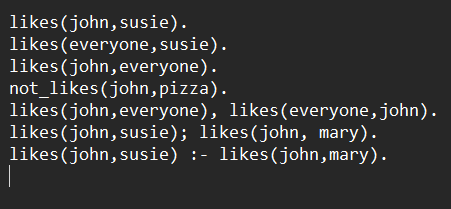 likes(john,susie).
likes(everyone,susie).
likes(john,everyone).
not_likes(john,pizza).
likes(john,everyone), likes(everyone,john).
likes(john,susie); likes(john, mary).
likes(john,susie) :- likes(john,mary).